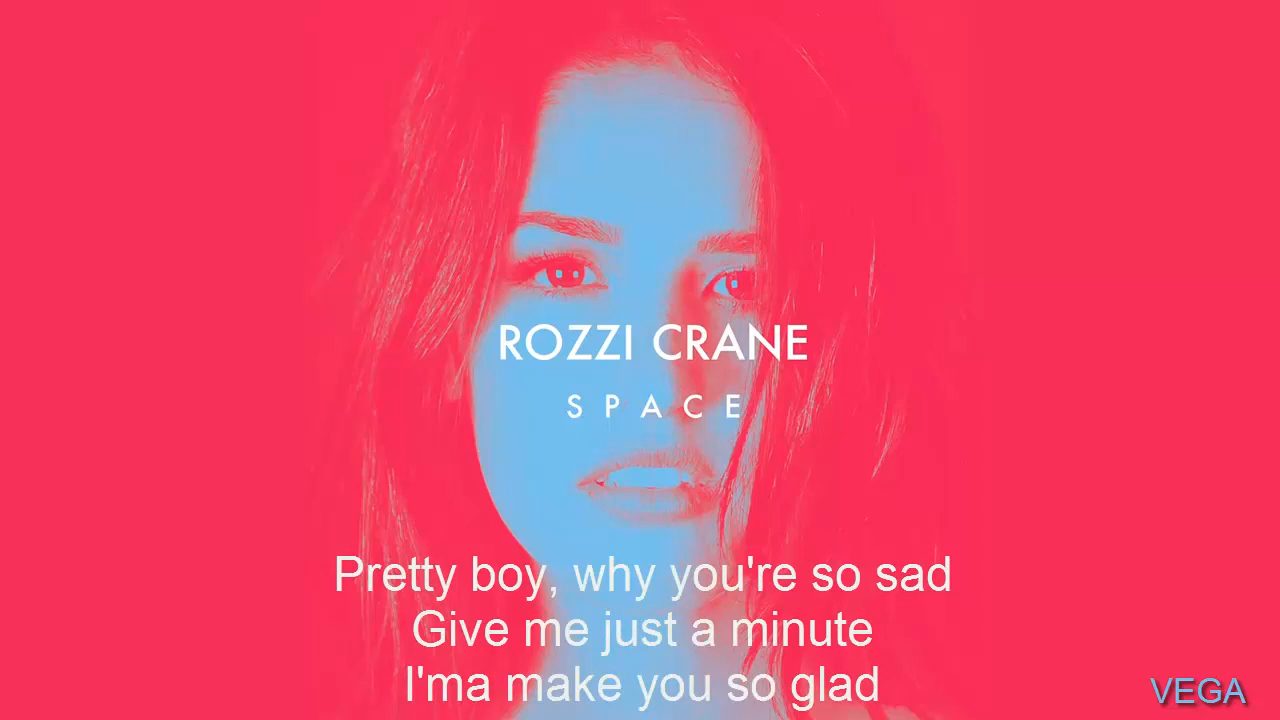 ROZZI CRANE
SPACE
Pretty boy, why you're so sad
Give me just a minute
I'ma make you so glad
VEGA